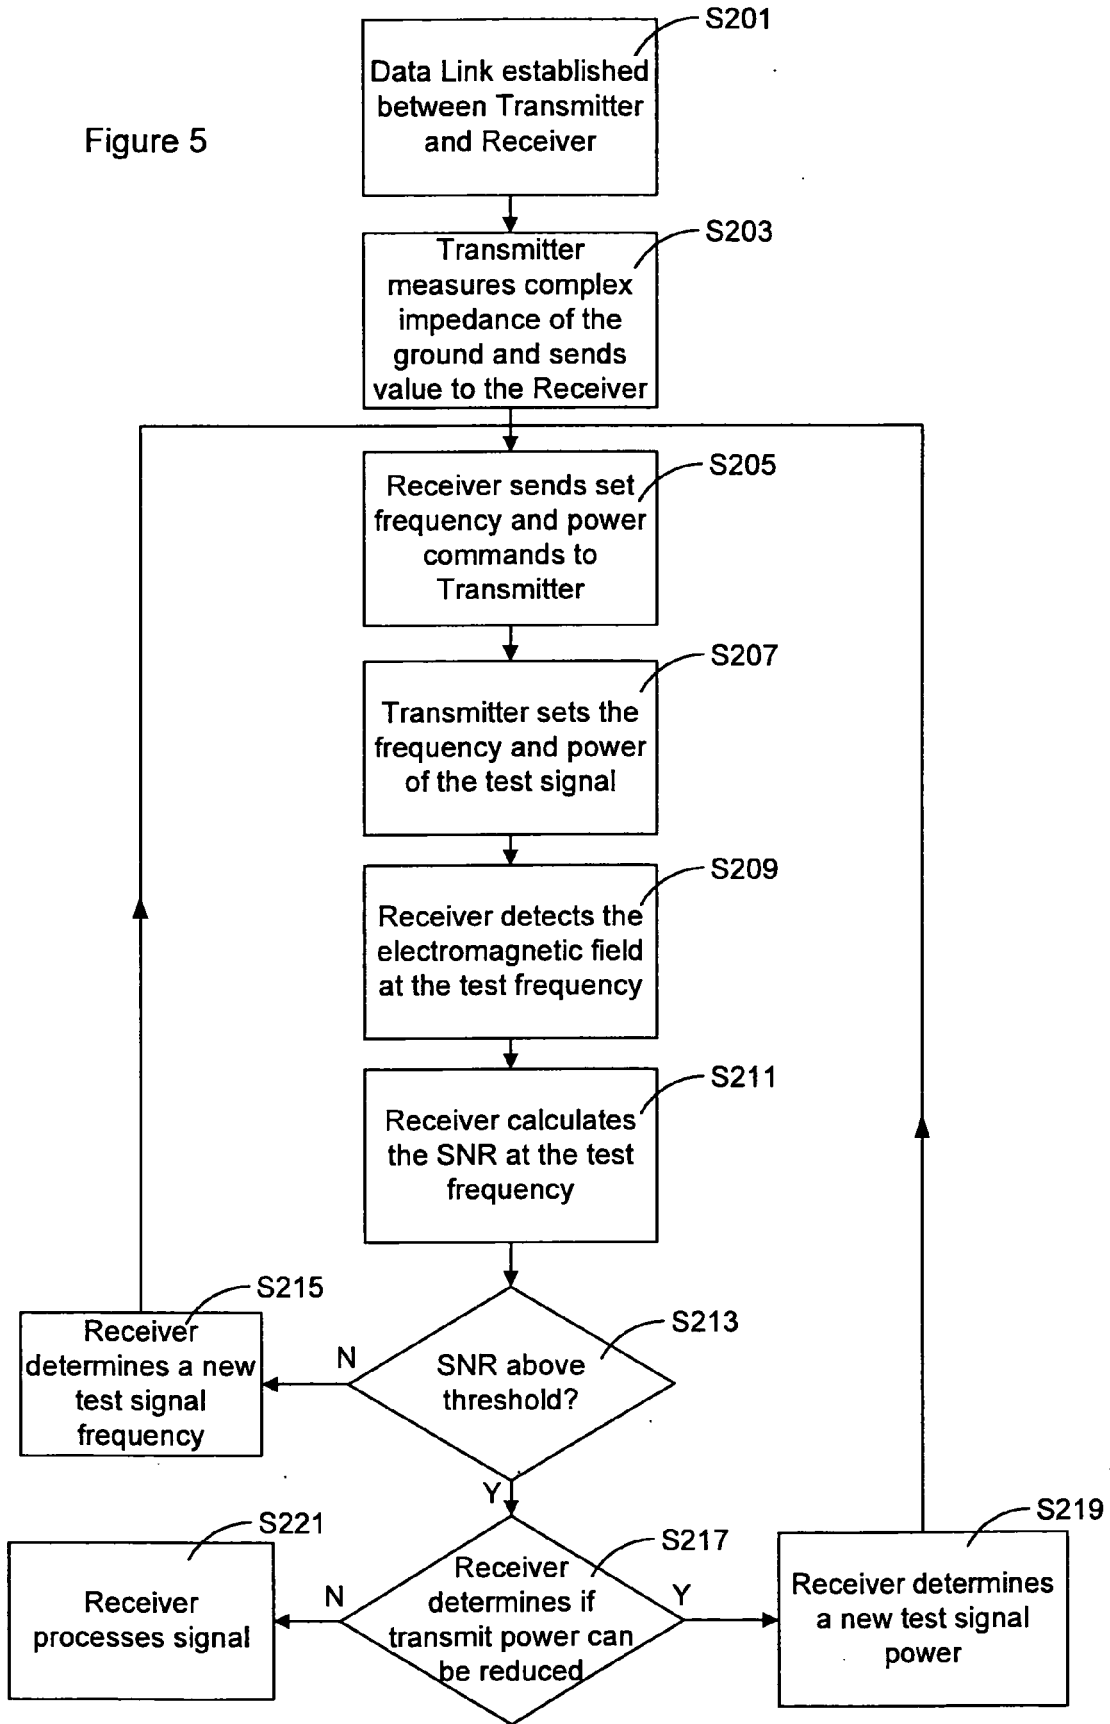 S201
Data Link established
between Transmitter
and Receiver
Figure 5
S203
Transmitter
measures complex
impedance of the
ground and sends
value to the Receiver
S205
Receiver sends set
frequency and power
commands to
Transmitter
S207
Transmitter sets the
frequency and power
of the test signal
S209
Receiver detects the
electromagnetic field
at the test frequency
S211
Receiver calculates
the SNR at the test
frequency
S215
Receiver
determines a new
test signal
frequency
N
S213
SNR above
threshold?
Y
S221
Receiver
processes signal
N
S217
Receiver
determines if
transmit power can
be reduced
Y
S219
Receiver determines
a new test signal
power